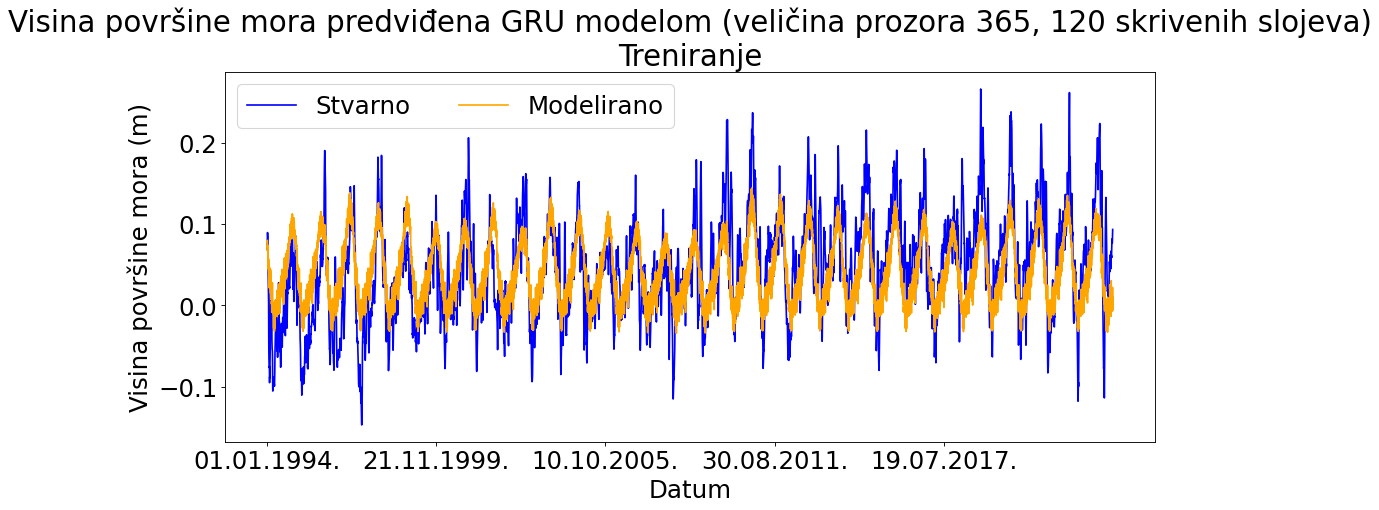 Visina površine mora predviđena GRU modelom (veličina prozora 365, 120 skrivenih slojeva)
Treniranje
Stvarno
Modelirano
Visina površine mora (m)
0.2
0.1
0.0
−0.1
01.01.1994.
21.11.1999.
10.10.2005.
30.08.2011.
19.07.2017.
Datum